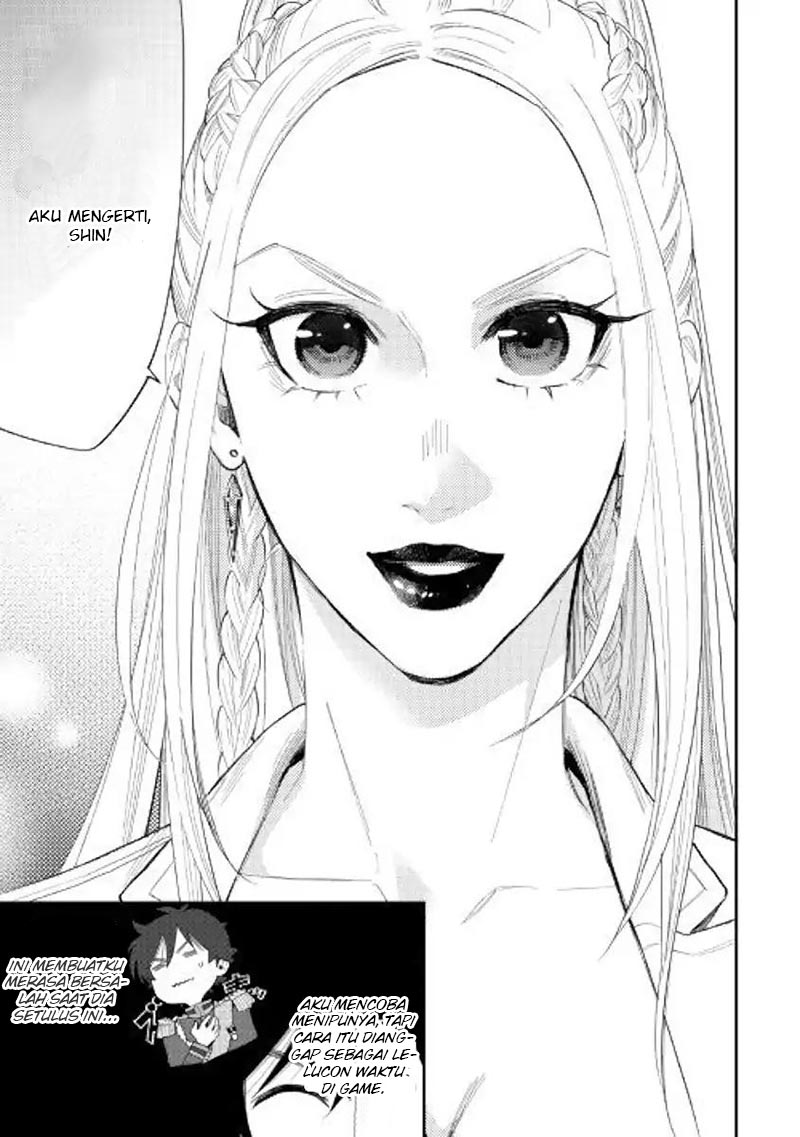 AKU MENGERTI,
SHIN!
AKU MENCOBA
MENIPUNYA, TAPI
CARA ITU DIANG-
GAP SEBAGAI LE-
LUCON WAKTU
DI GAME.
INI MEMBUATKU
MERASA BERSA-
LAH SAAT DIA
SETULUS INI...